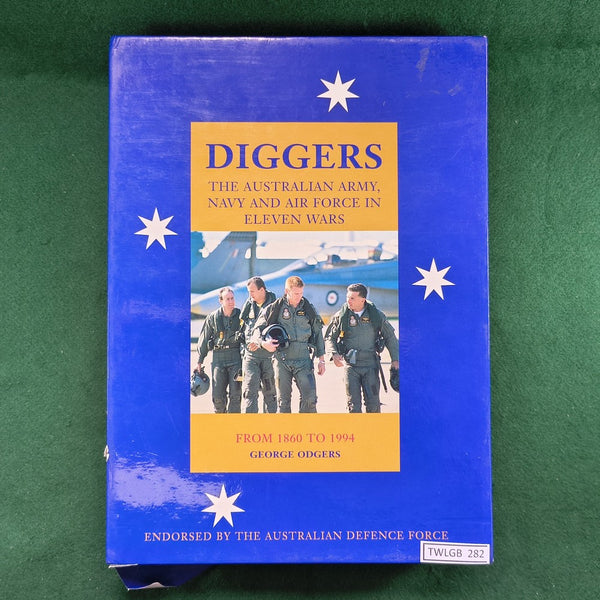 DIGGERS
THE AUSTRALIAN ARMY,
NAVY AND AIR FORCE IN
ELEVEN WARS
FROM 1860 TO 1994
GEORGE ODGERS
ENDORSED BY THE AUSTRALIAN DEFENCE FORCE
TWLGB 282